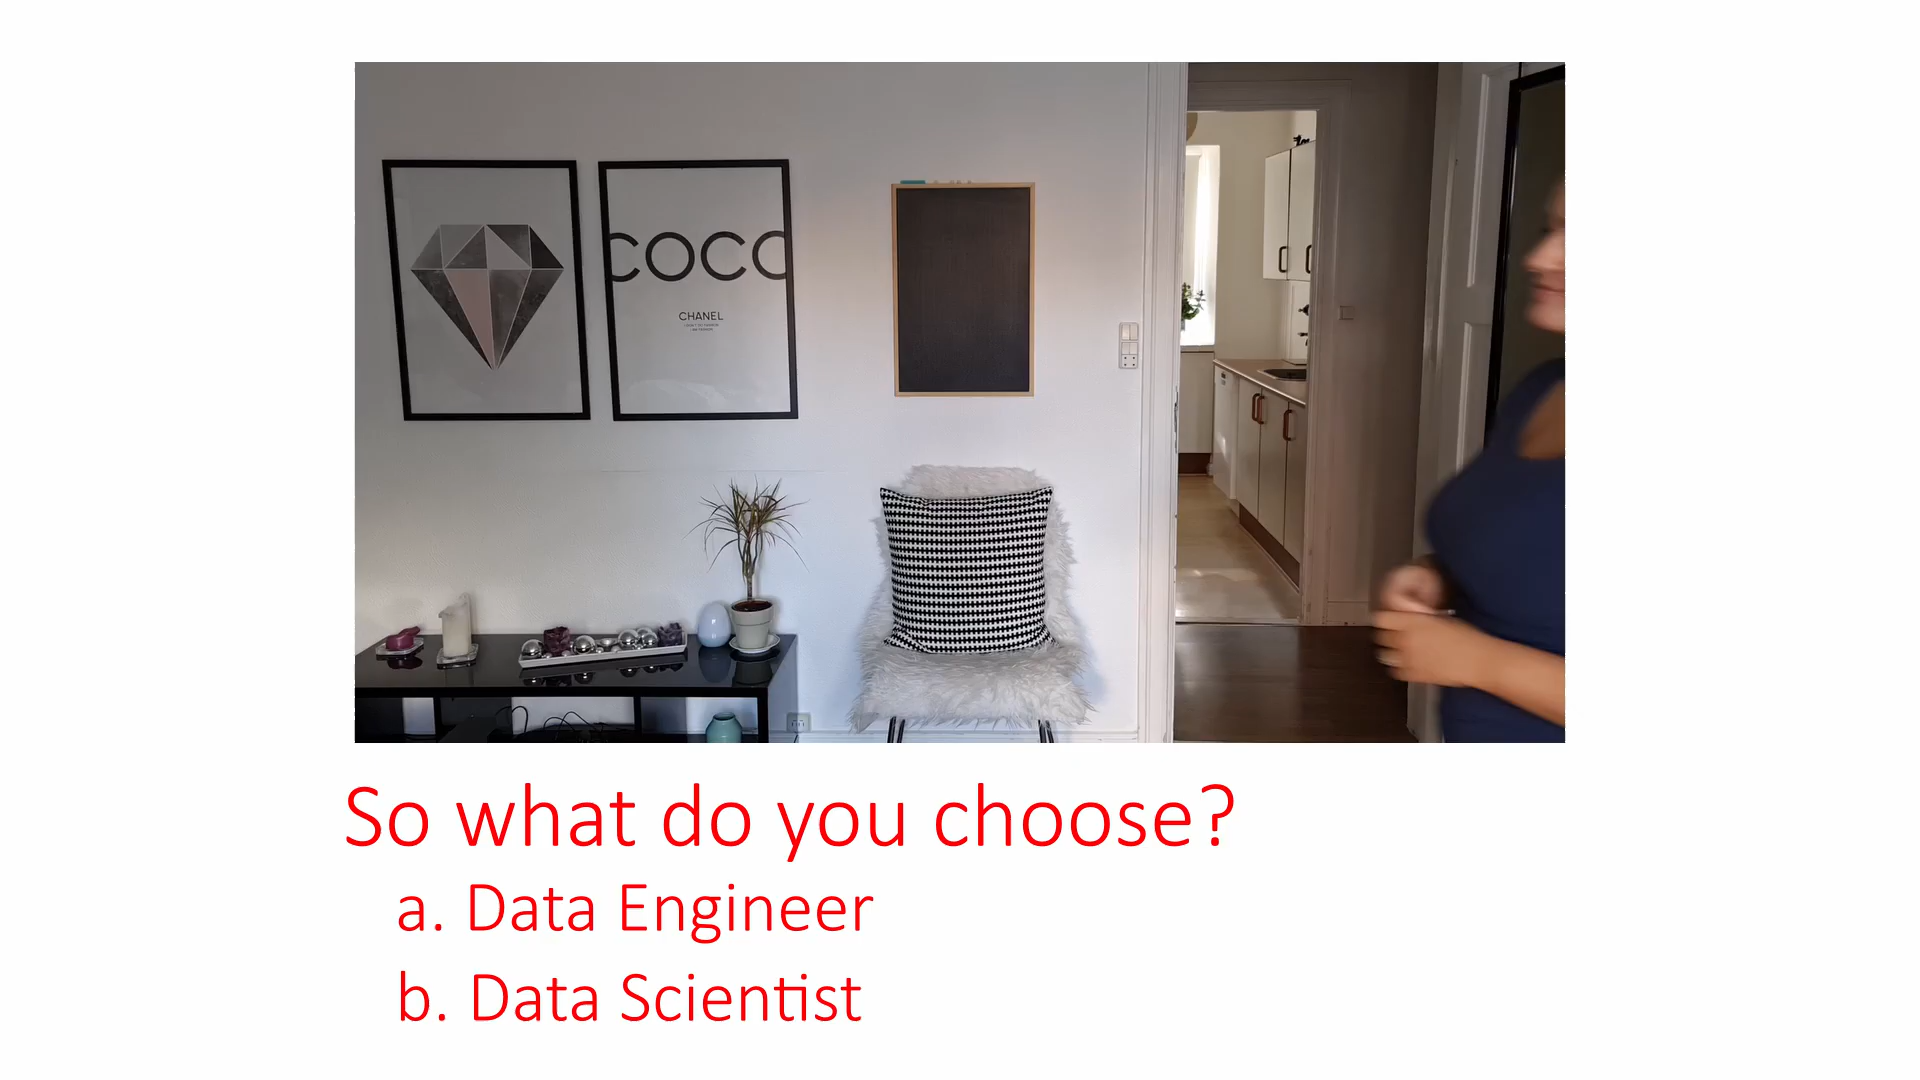 COCO
CHANEL
So what do you choose?
a. Data Engineer
b. Data Scientist